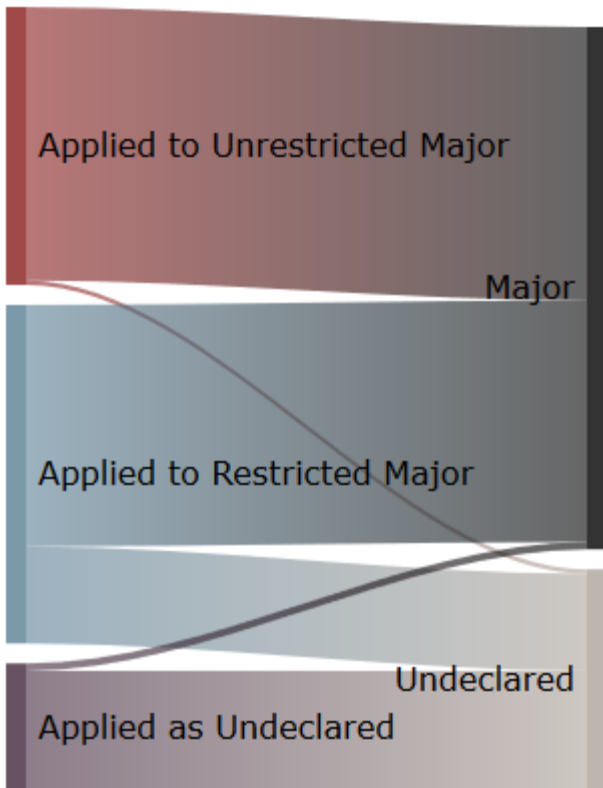 Applied to Unrestricted Major
Major
Applied to Restricted Major
Undeclared
Applied as Undeclared